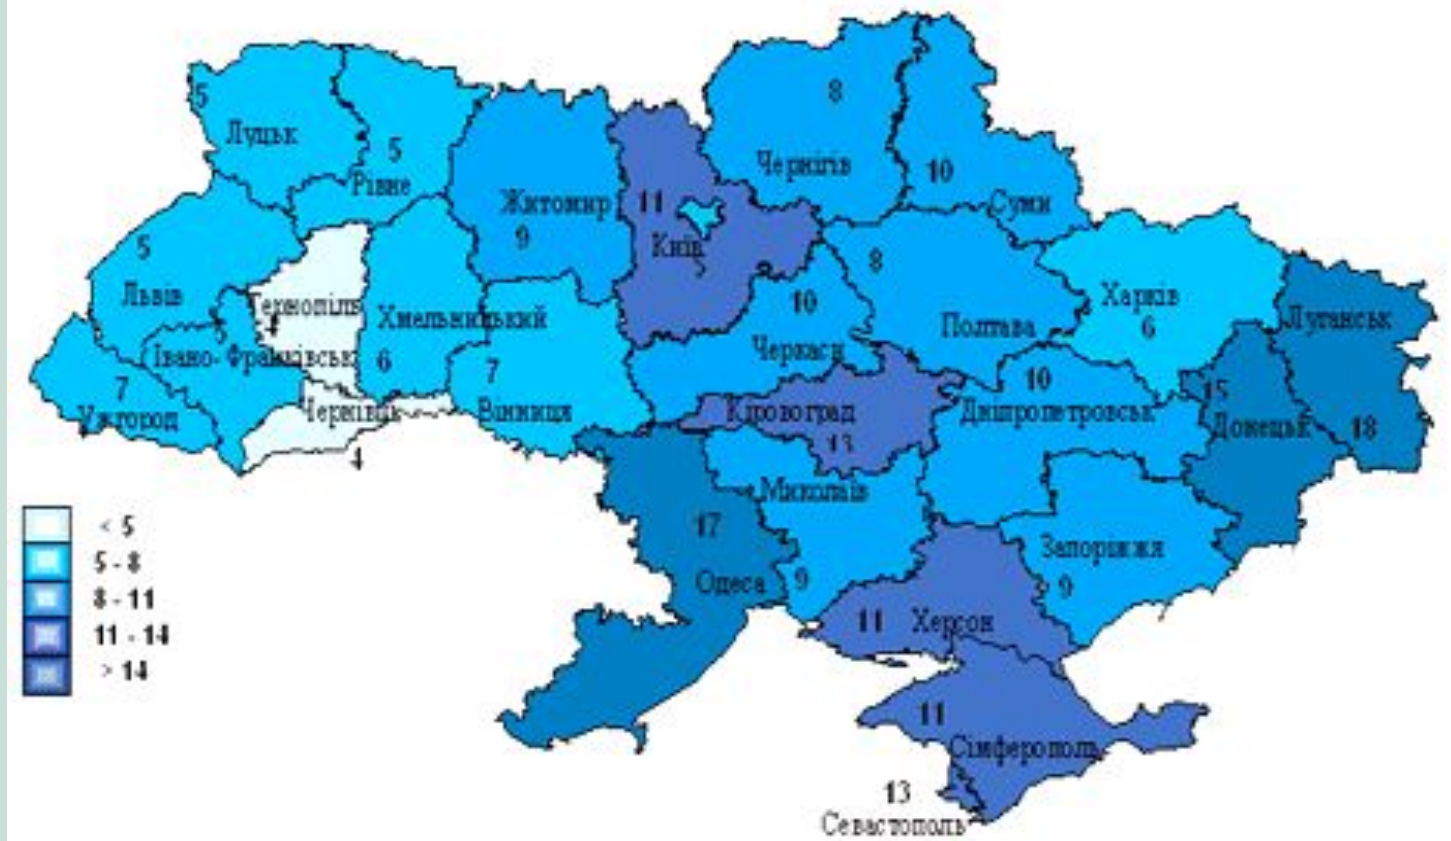 5
Луцьк
5
Рівне
Житомир
9
11
Київ
5
8
Чернігів
10
Суми
5
Львів
Тернопіль
4
Хмельницький
6
5
Івано-Франківськ
7
Ужгород
Чернівці
4
7
Вінниця
10
Черкаси
8
Полтава
Харків
6
Луганськ
18
15
Донецьк
10
Дніпропетровськ
Кіровоград
13
Миколаїв
9
17
Одеса
Запоріжжя
9
11 Херсон
11
Сімферополь
13
Севастополь
< 5
5 - 8
8 - 11
11 - 14
> 14